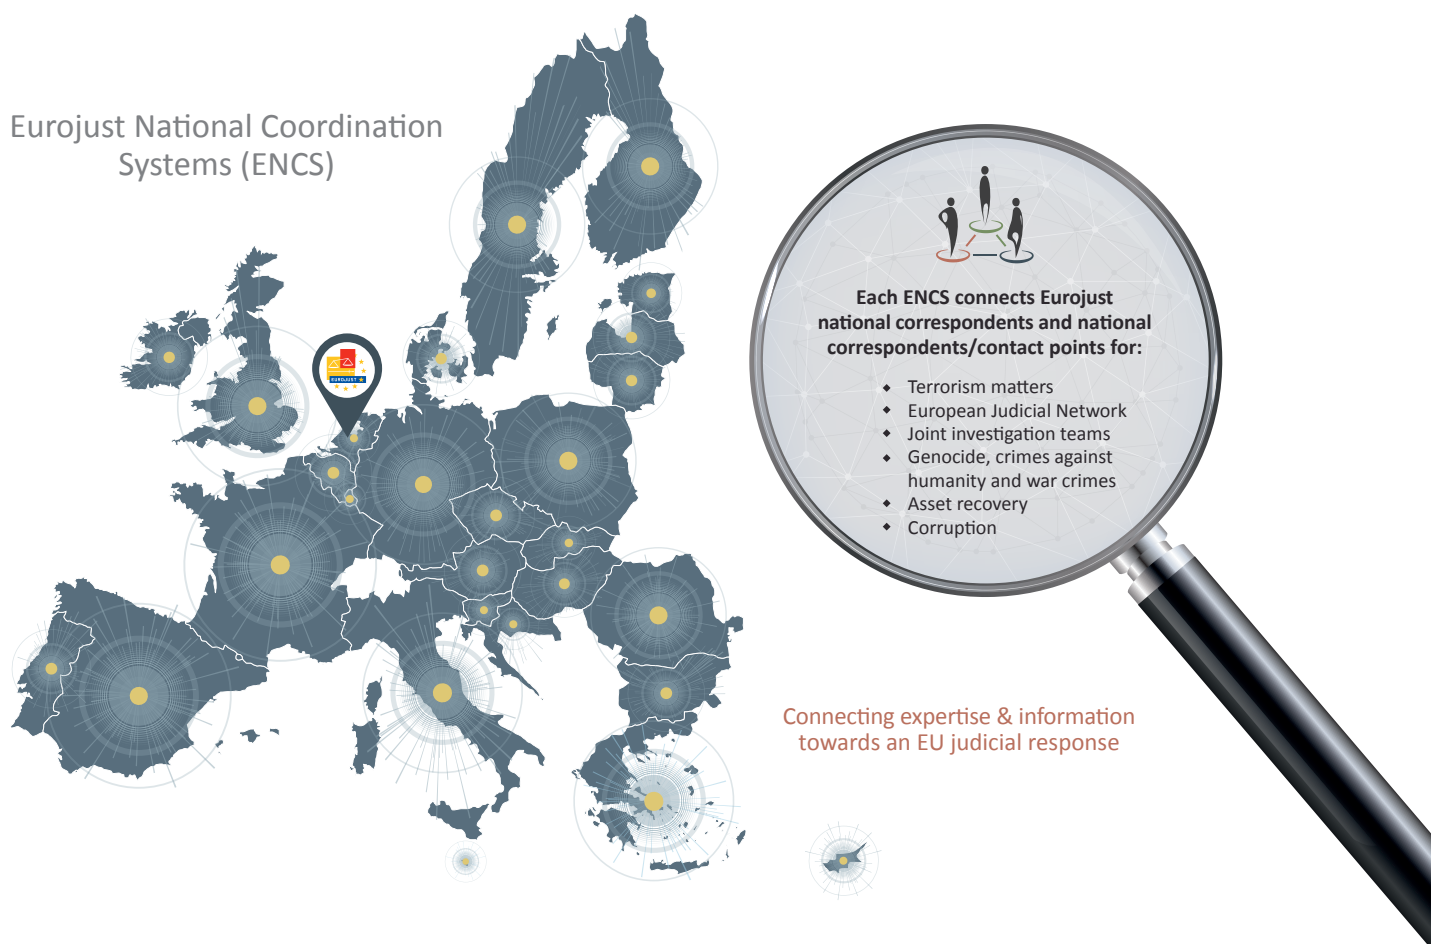 Eurojust National Coordination
Systems (ENCS)
EUROJUST
Each ENCS connects Eurojust
national correspondents and national
correspondents/contact points for:
Terrorism matters
European Judicial Network
Joint investigation teams
Genocide, crimes against
humanity and war crimes
Asset recovery
Corruption
Connecting expertise & information
towards an EU judicial response